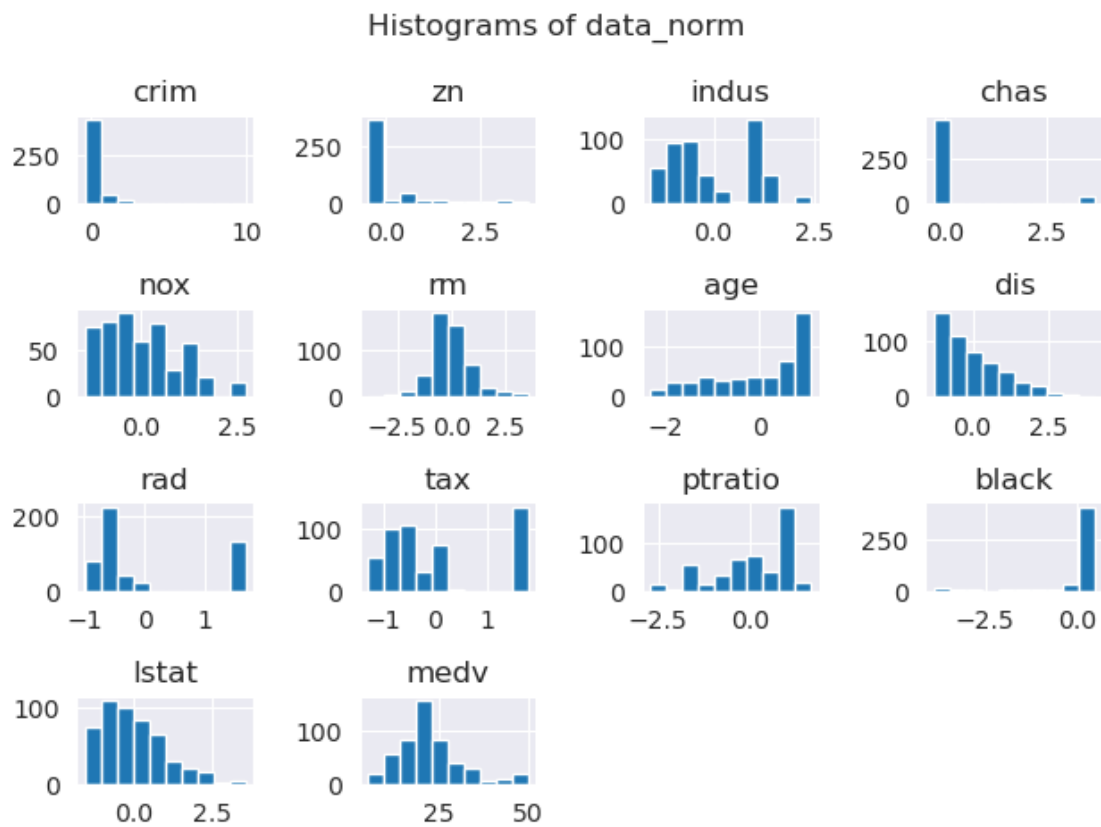 Histograms of data_norm
crim zn indus chas
250 250 100 250
0 0 0 0
0 10 0.0 2.5 0.0 2.5 0.0 2.5
nox rm age dis
50 100 100 100
0 0 0 0
0.0 2.5 −2.5 0.0 2.5 −2 0 0.0 2.5
rad tax ptratio black
200 100 100 250
0 0 0 0
−1 0 1 −1 0 1 −2.5 0.0 −2.5 0.0
lstat medv
100 100
0 0
0.0 2.5 25 50